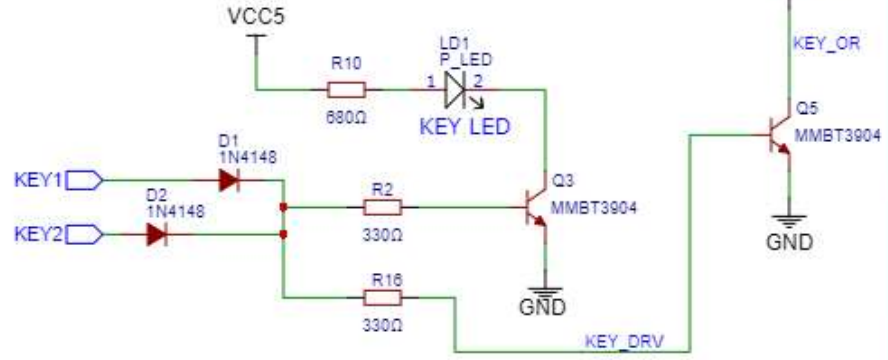 VCC5
R10
680Ω
LD1
P_LED
1
2
KEY LED
KEY_OR
Q5
MMBT3904
GND
D1
1N4148
KEY1
D2
1N4148
KEY2
R2
330Ω
Q3
MMBT3904
GND
R16
330Ω
KEY_DRV